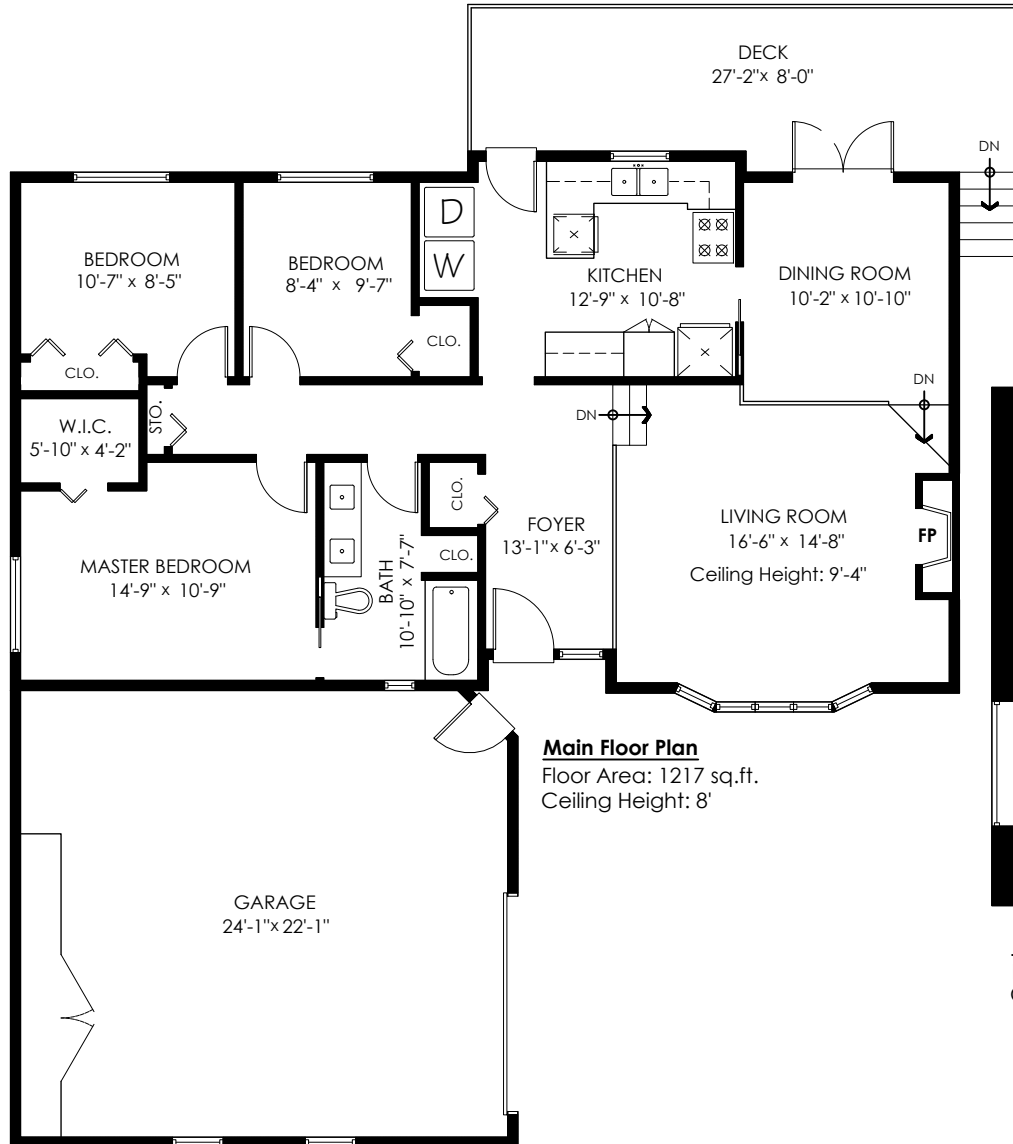 DECK
27'-2"x 8'-0"
DN
D
W
BEDROOM
10'-7" x 8'-5"
BEDROOM
8'-4" x 9'-7"
KITCHEN
12'-9" x 10'-8"
DINING ROOM
10'-2" x 10'-10"
CLO.
CLO.
DN
DN
STO.
W.I.C.
5'-10" x 4'-2"
CLO.
FOYER
13'-1"x 6'-3"
LIVING ROOM
16'-6" x 14'-8"
Ceiling Height: 9'-4"
FP
MASTER BEDROOM
14'-9" x 10'-9"
BATH
10'-10" x 7'-7"
CLO.
Main Floor Plan
Floor Area: 1217 sq.ft.
Ceiling Height: 8'
GARAGE
24'-1"x 22'-1"